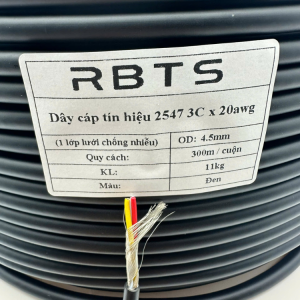 RBTS
Dây cáp tín hiệu 2547 3C x 20awg
(1 lớp lưới chống nhiễu) OD: 4.5mm
Quy cách: 300m / cuộn
KL: 11kg
Màu: Đen